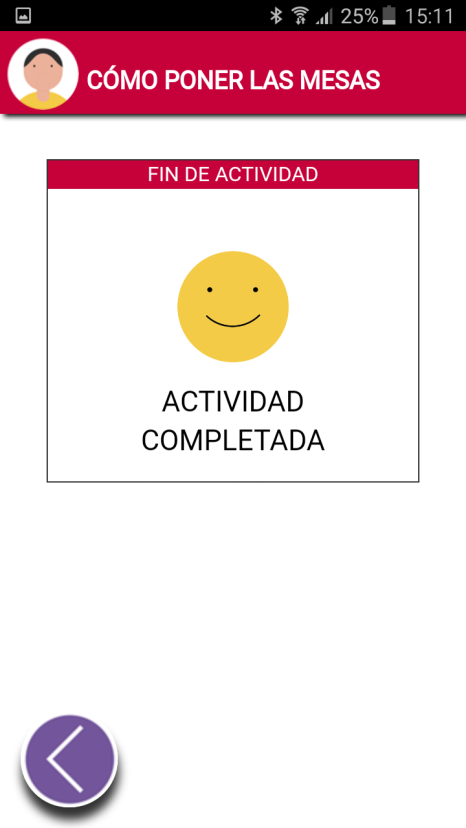 25% 15:11
CÓMO PONER LAS MESAS
FIN DE ACTIVIDAD
ACTIVIDAD
COMPLETADA